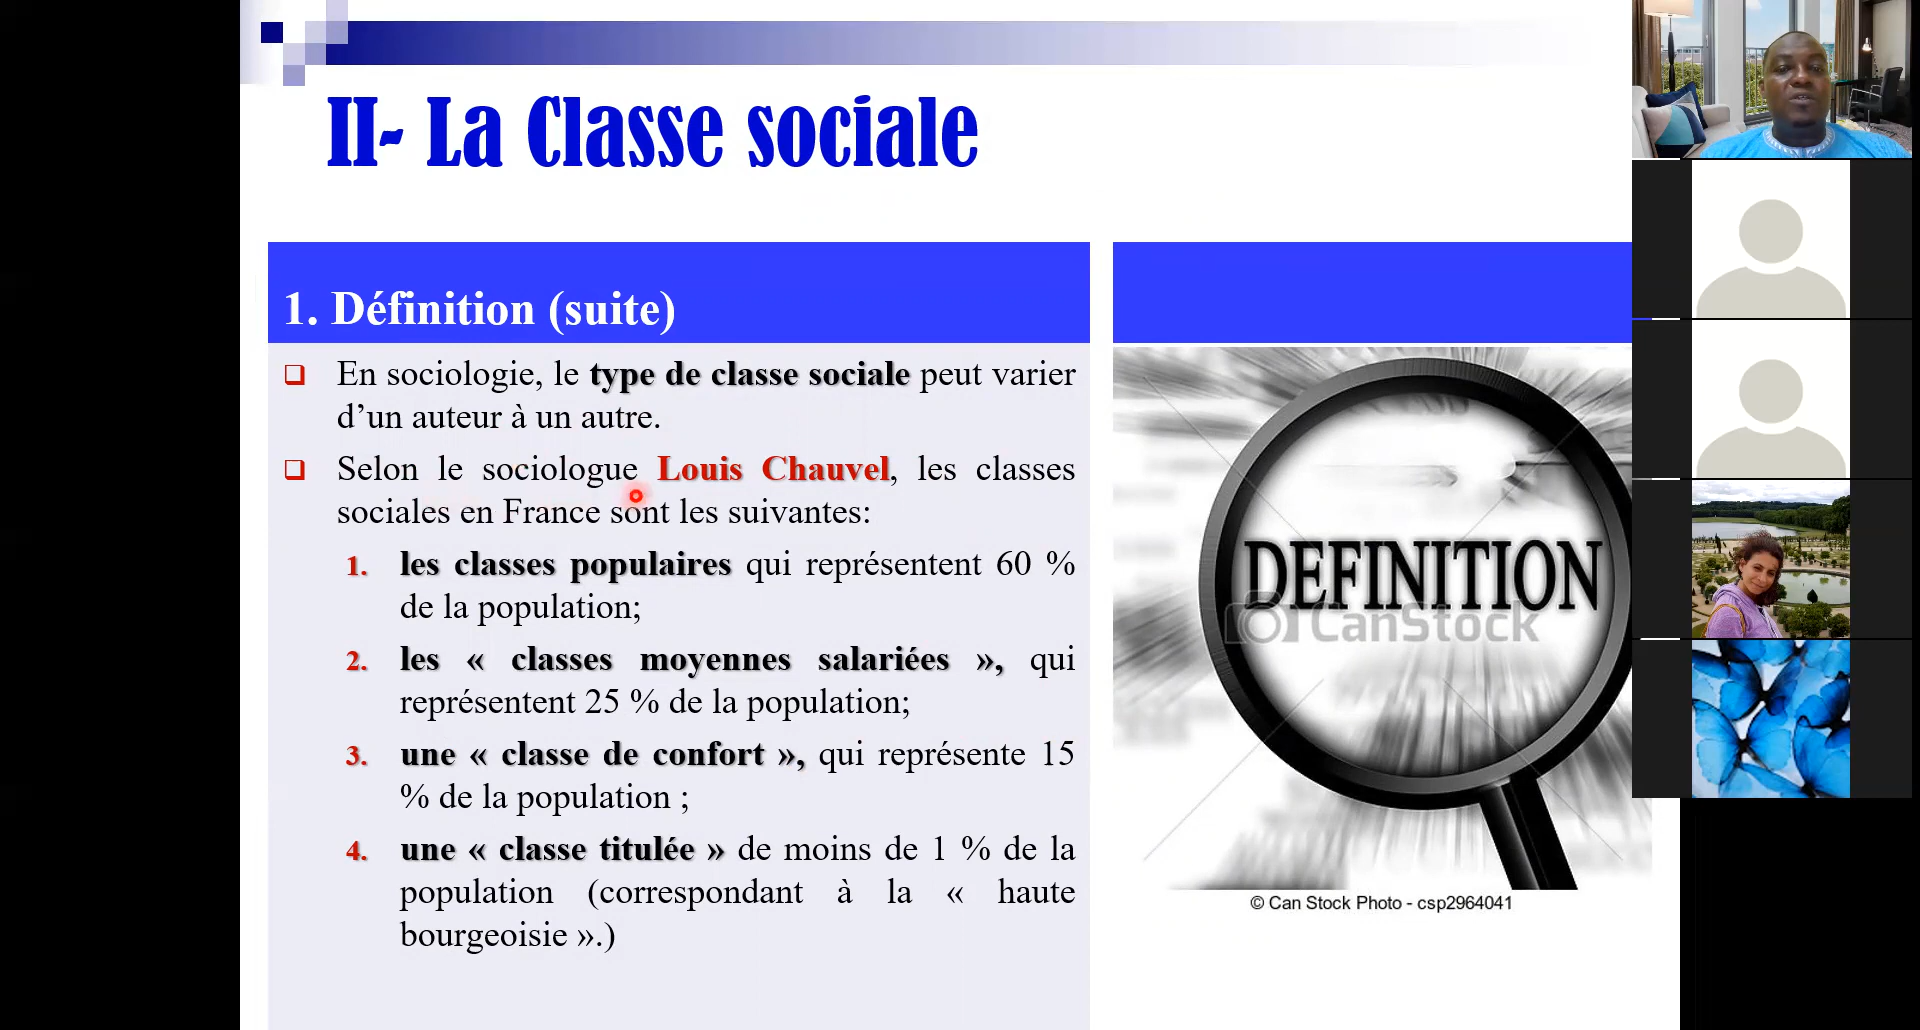 II- La Classe sociale
1. Définition (suite)
En sociologie, le type de classe sociale peut varier
d’un auteur à un autre.
Selon le sociologue Louis Chauvel, les classes
sociales en France sont les suivantes:
1. les classes populaires qui représentent 60 %
de la population;
2. les « classes moyennes salariées », qui
représentent 25 % de la population;
3. une « classe de confort », qui représente 15
% de la population ;
4. une « classe titulée » de moins de 1 % de la
population (correspondant à la « haute
bourgeoisie ».)
DEFINITION
CanStock
© Can Stock Photo - csp2964041